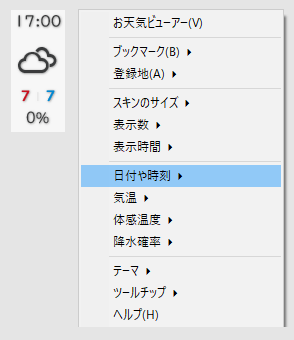 17:00
7 7
0%
お天気ビューアー(V)
ブックマーク(B)
登録地(A)
スキンのサイズ
表示数
表示時間
日付や時刻
気温
体感温度
降水確率
テーマ
ツールチップ
ヘルプ(H)